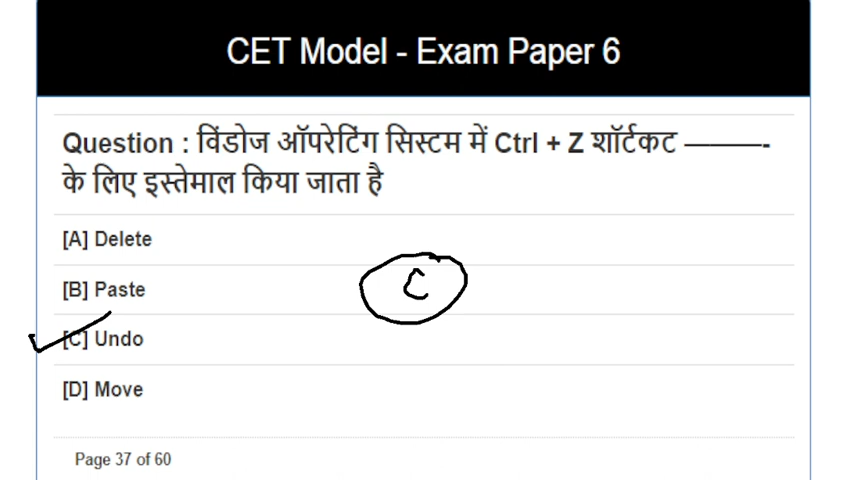 CET Model - Exam Paper 6
Question : विंडोज ऑपरेटिंग सिस्टम में Ctrl + Z शॉर्टकट ———-
के लिए इस्तेमाल किया जाता है
[A] Delete
[B] Paste
C
[C] Undo
[D] Move
Page 37 of 60